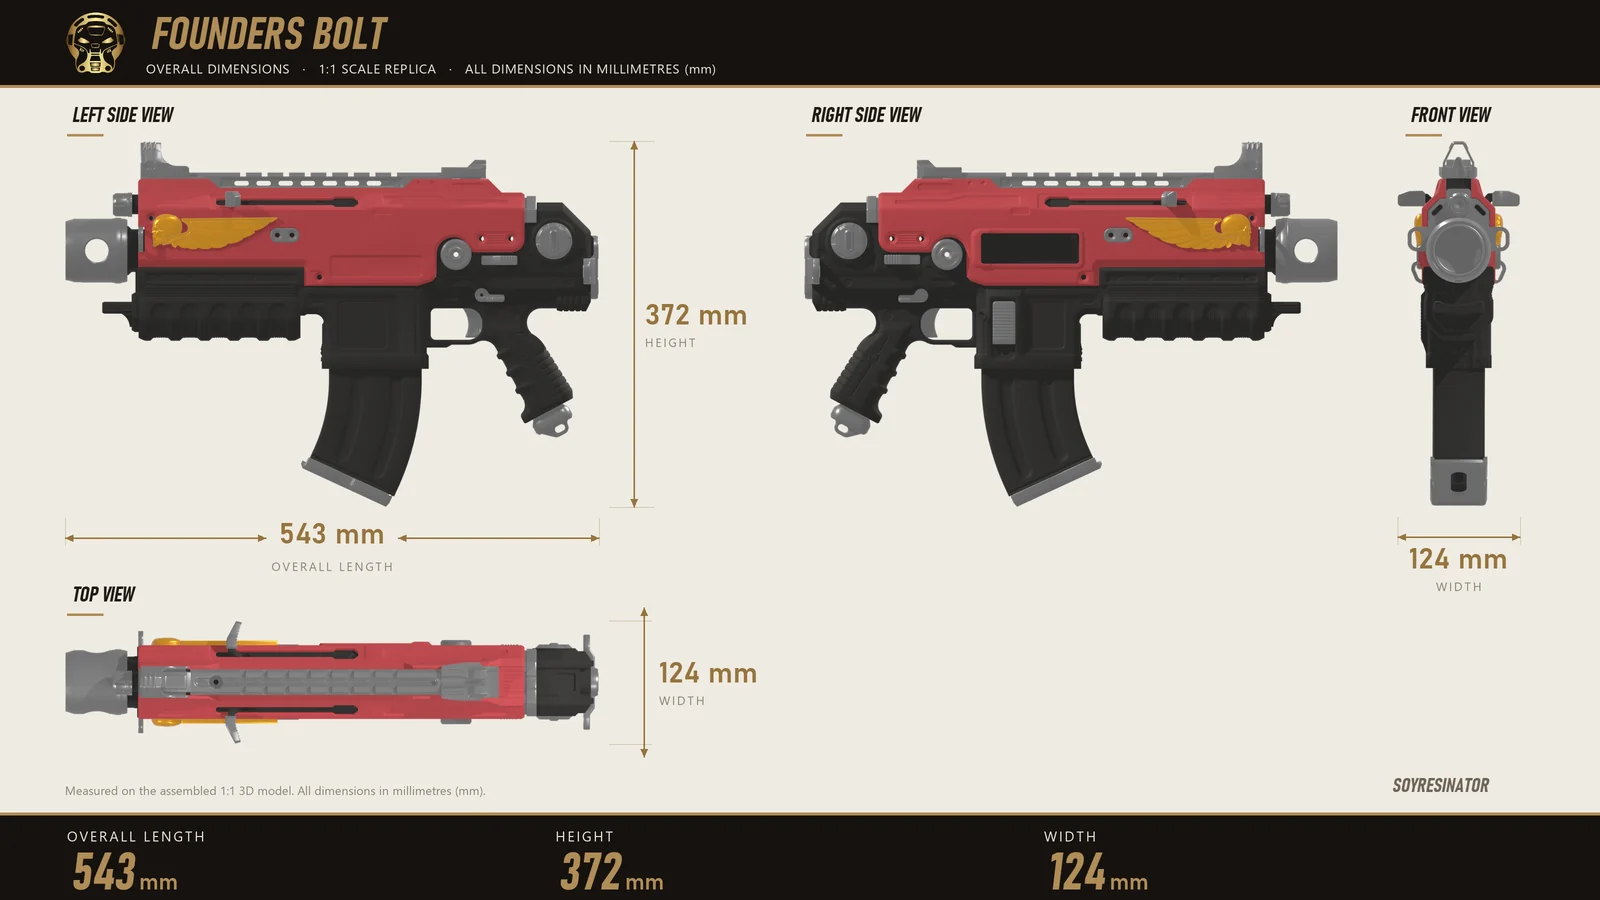 FOUNDERS BOLT
OVERALL DIMENSIONS · 1:1 SCALE REPLICA · ALL DIMENSIONS IN MILLIMETRES (mm)
LEFT SIDE VIEW
RIGHT SIDE VIEW
FRONT VIEW
372 mm
HEIGHT
543 mm
OVERALL LENGTH
124 mm
WIDTH
TOP VIEW
124 mm
WIDTH
Measured on the assembled 1:1 3D model. All dimensions in millimetres (mm).
SOYRESINATOR
OVERALL LENGTH
543 mm
HEIGHT
372 mm
WIDTH
124 mm